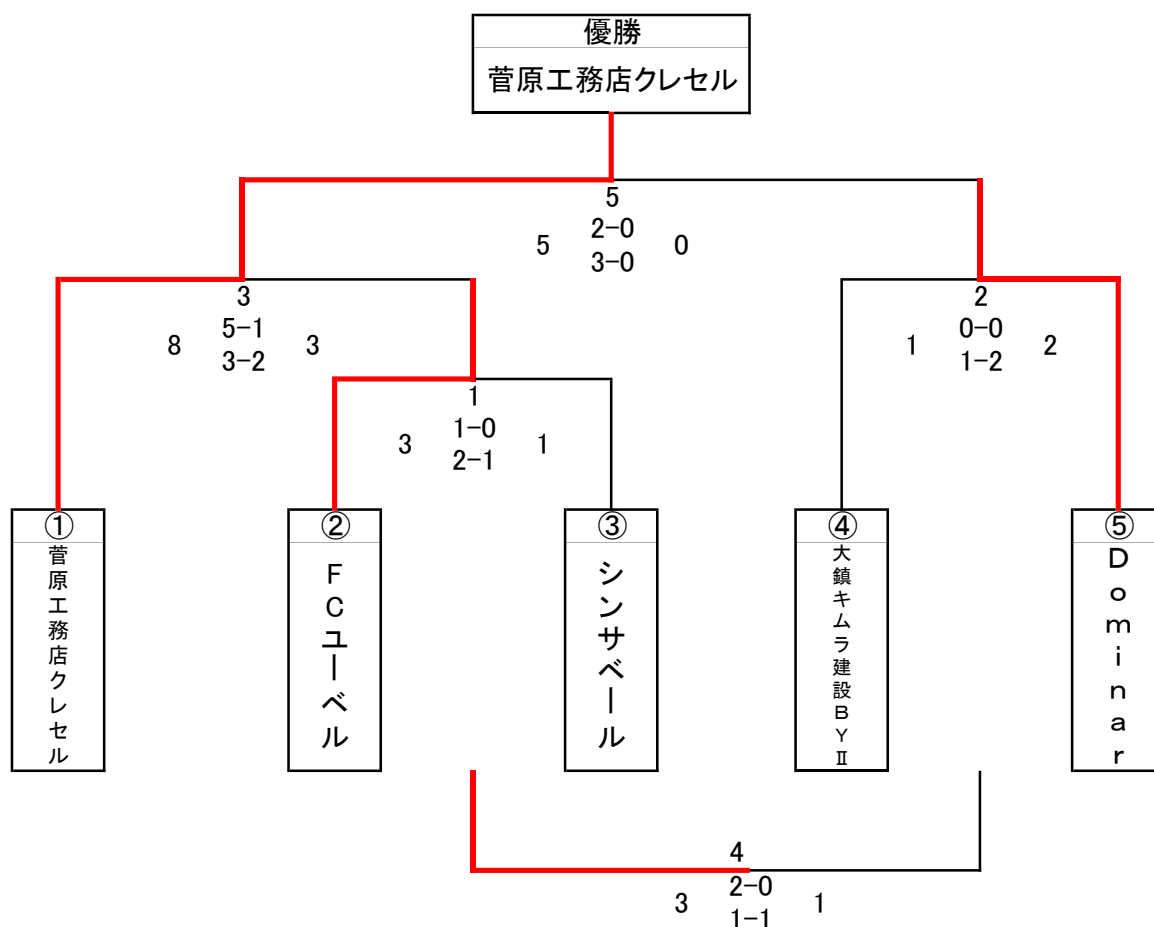 優勝
菅原工務店クレセル
5
5 2-0 0
3-0
3
8 5-1 3
3-2
2
1 0-0 2
1-2
1
3 1-0 1
2-1
① ② ③ ④ ⑤
菅原工務店クレセル
FCユーベル
シンサベール
大鎮キムラ建設BYⅡ
Dominar
4
3 2-0 1
1-1